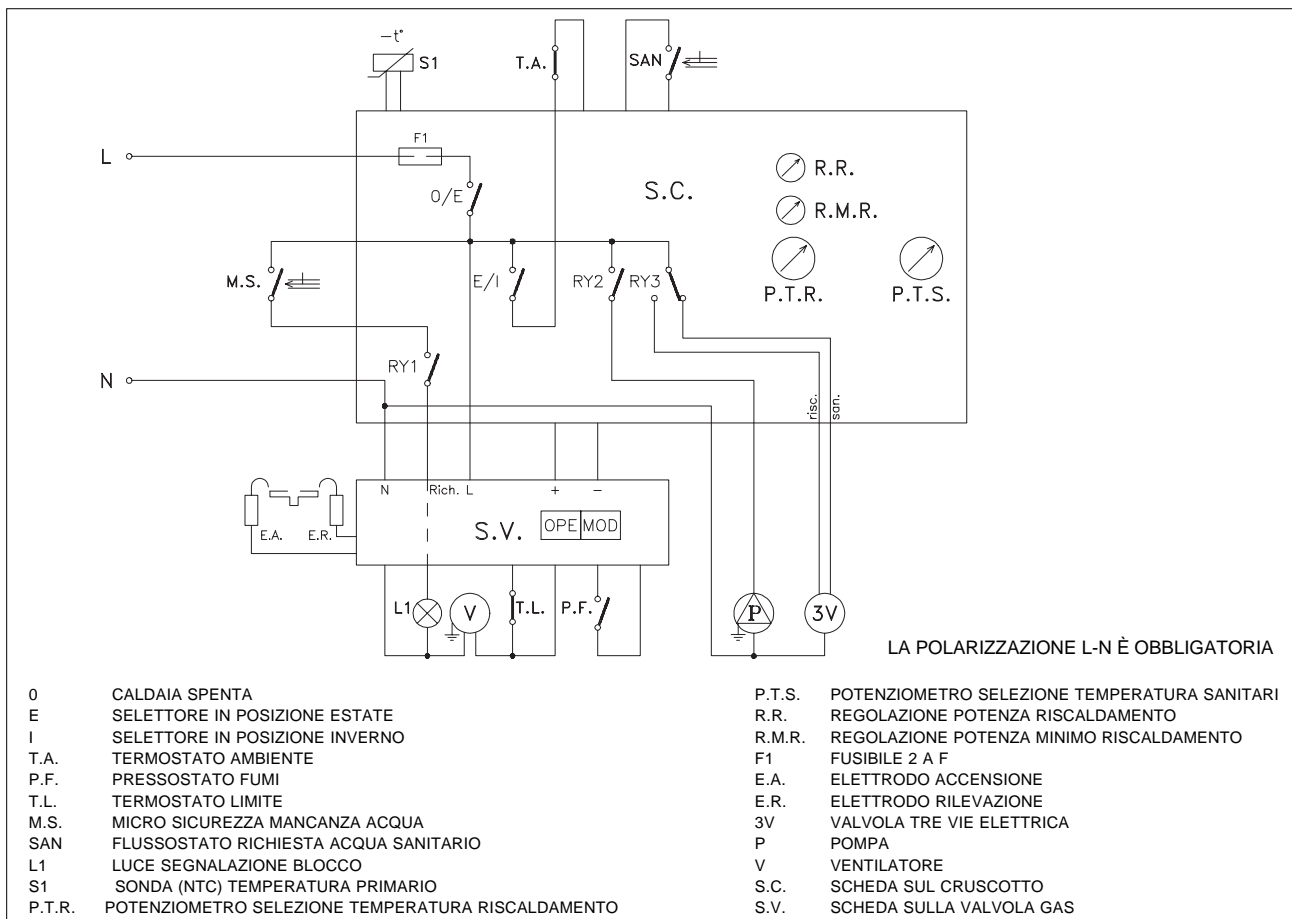 -t°
S1
T.A.
SAN
F1
L
O/E
S.C.
R.R.
R.M.R.
M.S.
E/I
RY2
RY3
P.T.R.
P.T.S.
RY1
N
risc.
san.
N
Rich.
L
+
-
E.A.
E.R.
S.V.
OPE
MOD
L1
V
T.L.
P.F.
P
3V
LA POLARIZZAZIONE L-N È OBBLIGATORIA
0 CALDAIA SPENTA
E SELETTORE IN POSIZIONE ESTATE
I SELETTORE IN POSIZIONE INVERNO
T.A. TERMOSTATO AMBIENTE
P.F. PRESSOSTATO FUMI
T.L. TERMOSTATO LIMITE
M.S. MICRO SICUREZZA MANCANZA ACQUA
SAN FLUSSOSTATO RICHIESTA ACQUA SANITARIO
L1 LUCE SEGNALAZIONE BLOCCO
S1 SONDA (NTC) TEMPERATURA PRIMARIO
P.T.R. POTENZIOMETRO SELEZIONE TEMPERATURA RISCALDAMENTO
P.T.S. POTENZIOMETRO SELEZIONE TEMPERATURA SANITARI
R.R. REGOLAZIONE POTENZA RISCALDAMENTO
R.M.R. REGOLAZIONE POTENZA MINIMO RISCALDAMENTO
F1 FUSIBILE 2 A F
E.A. ELETTRODO ACCENSIONE
E.R. ELETTRODO RILEVAZIONE
3V VALVOLA TRE VIE ELETTRICA
P POMPA
V VENTILATORE
S.C. SCHEDA SUL CRUSCOTTO
S.V. SCHEDA SULLA VALVOLA GAS